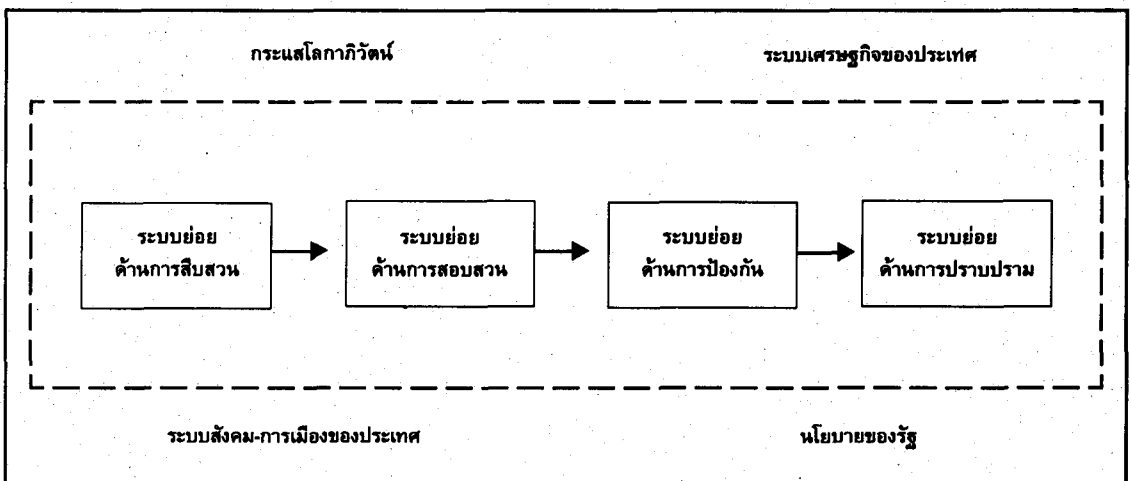 กระแสโลกาภิวัตน์
ระบบเศรษฐกิจของประเทศ
ระบบย่อย
ด้านการสืบสวน
ระบบย่อย
ด้านการสอบสวน
ระบบย่อย
ด้านการป้องกัน
ระบบย่อย
ด้านการปราบปราม
ระบบสังคม-การเมืองของประเทศ
นโยบายของรัฐ